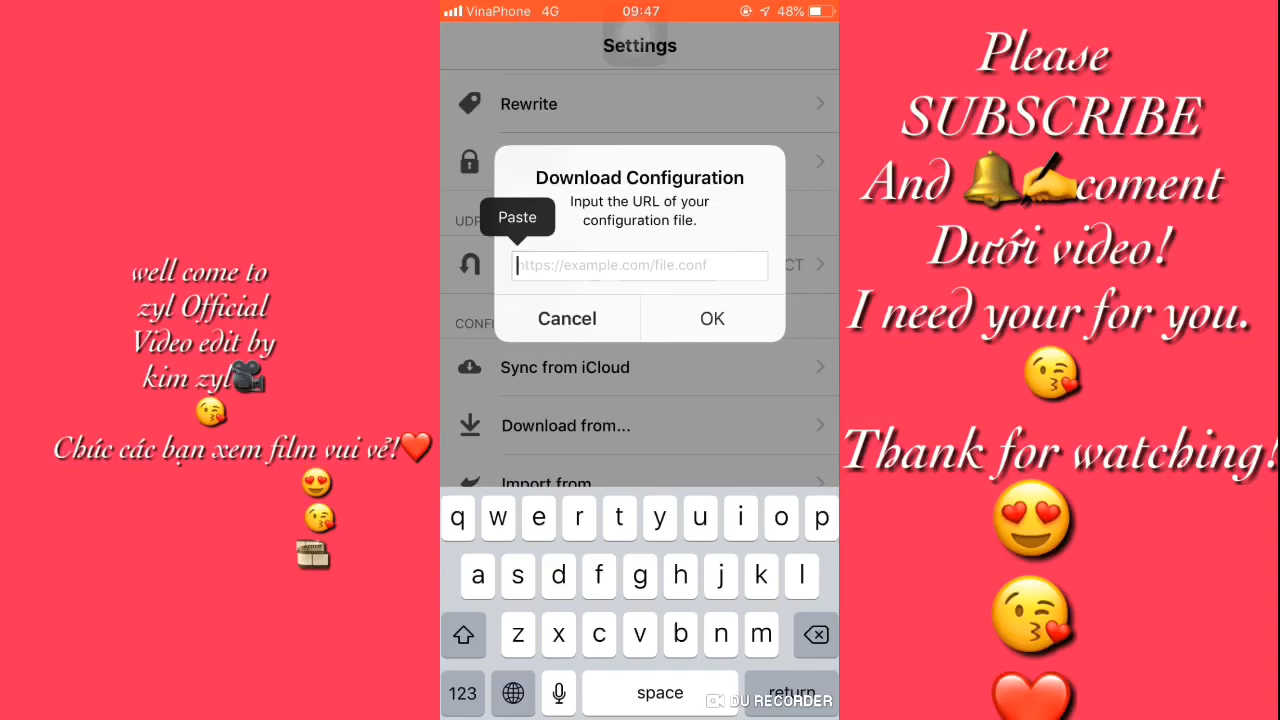 well come to
zyl Official
Video edit by
kim zyl🎥
😘
Chúc các bạn xem film vui vẻ!❤️
😍
😘
🎞️
VinaPhone 4G 09:47 48%
Settings
Rewrite
Download Configuration
Input the URL of your
configuration file.
Paste
UDP
https://example.com/file.conf
CT
Cancel OK
CONFI
Sync from iCloud
Download from...
Import from
q w e r t y u i o p
a s d f g h j k l
z x c v b n m
123 space return
DU RECORDER
Please
SUBSCRIBE
And 🔔✍️coment
Dưới video!
I need your for you.
😘
Thank for watching!
😍
😘
❤️